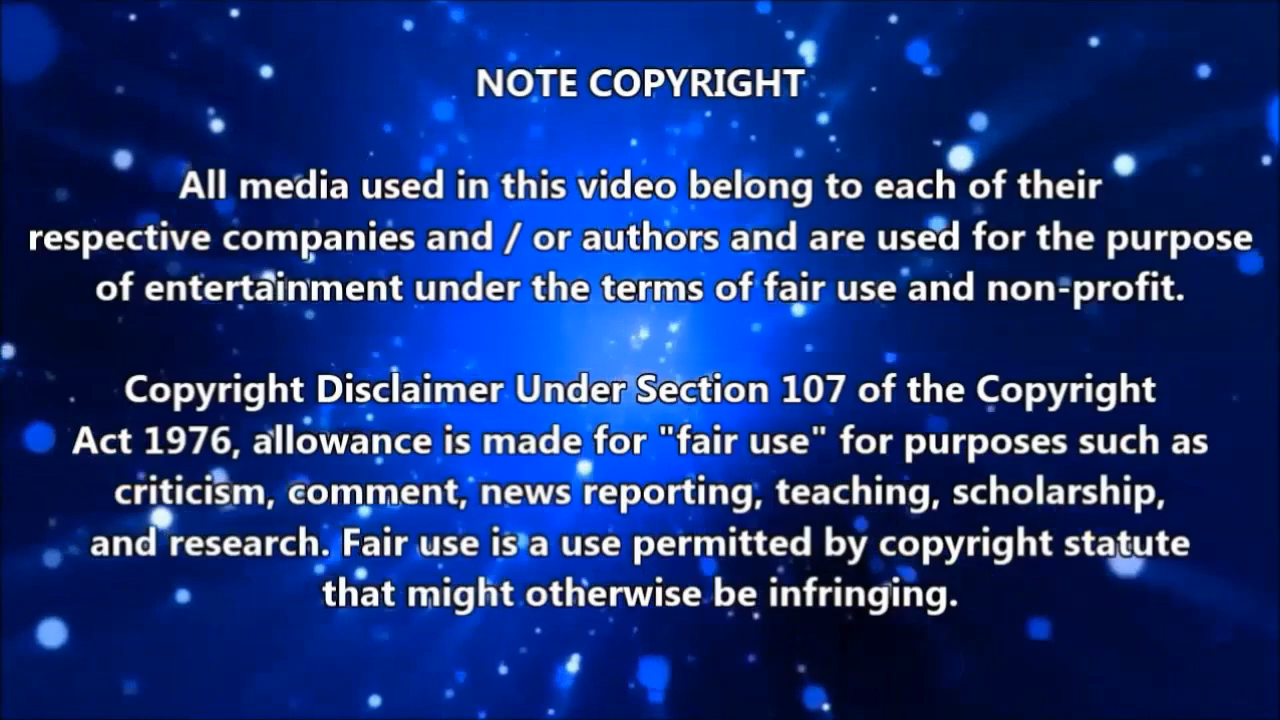 NOTE COPYRIGHT
All media used in this video belong to each of their
respective companies and / or authors and are used for the purpose
of entertainment under the terms of fair use and non-profit.
Copyright Disclaimer Under Section 107 of the Copyright
Act 1976, allowance is made for "fair use" for purposes such as
criticism, comment, news reporting, teaching, scholarship,
and research. Fair use is a use permitted by copyright statute
that might otherwise be infringing.